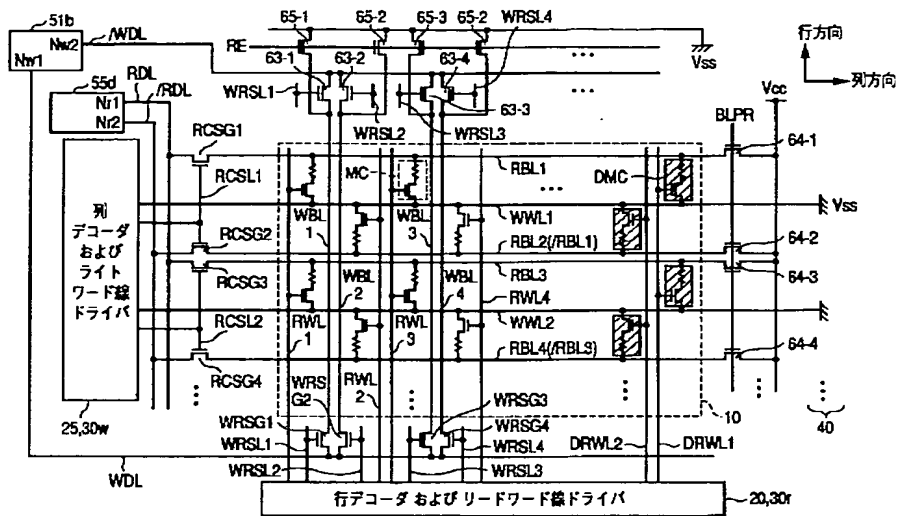 65-1
65-2
65-3
65-2
WRSL4
51b
Nw2
Nw1
/WDL
RE
Vss
行方向
列方向
63-1
63-2
63-4
63-3
55d
RDL
/RDL
Nr1
Nr2
WRSL1
WRSL2
WRSL3
Vcc
BLPR
RCSG1
RCSL1
MC
RBL1
DMC
64-1
WBL
1
WBL
3
WWL1
Vss
列
デコーダ
および
ライト
ワード線
ドライバ
RCSG2
RCSG3
RBL2(/RBL1)
RBL3
64-2
64-3
WBL
2
WBL
4
RWL4
RCSL2
RWL
1
RWL
3
WWL2
RBL4(/RBL3)
64-4
RCSG4
RWL
2
25,30w
WRSG1
WRS
G2
WRSG3
WRSG4
WRSL1
WRSL2
WRSL3
WRSL4
DRWL2
DRWL1
10
40
WDL
行デコーダ および リードワード線ドライバ
20,30r